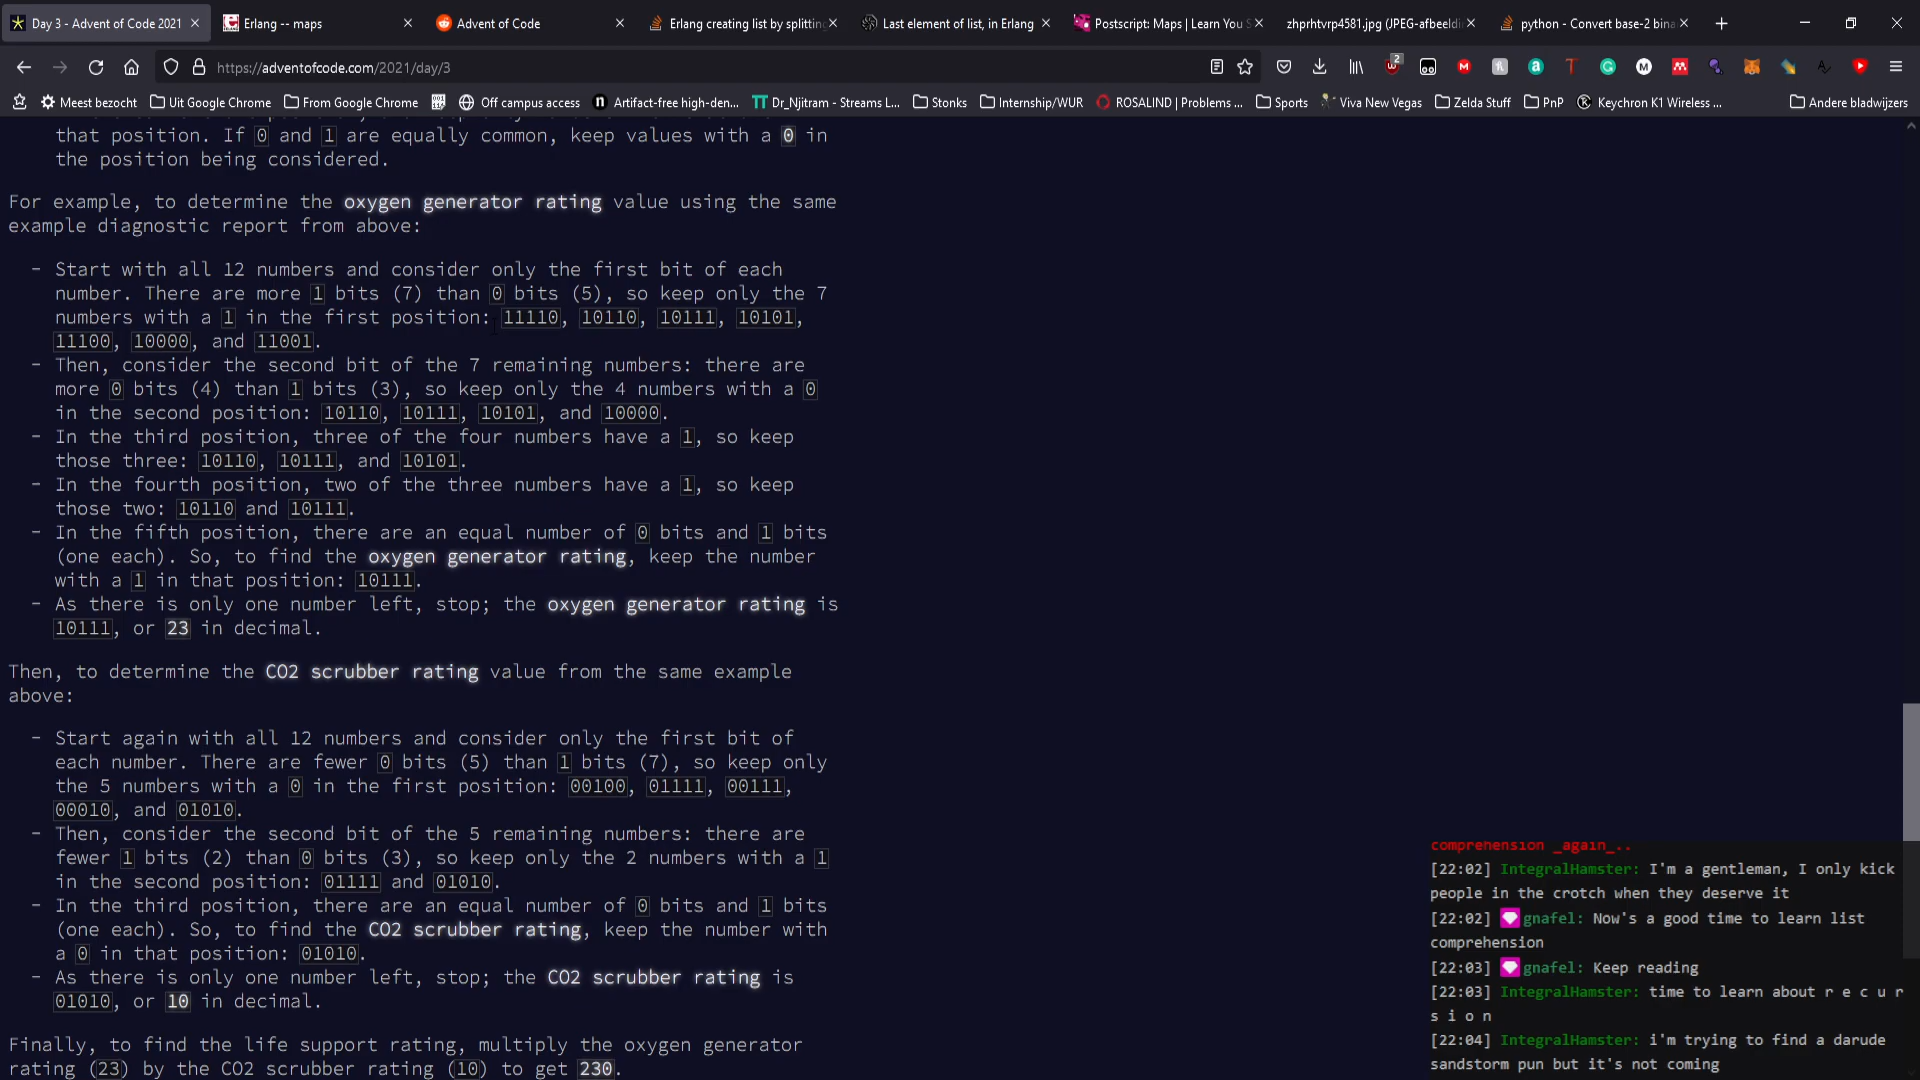 Day 3 - Advent of Code 2021
Erlang -- maps
Advent of Code
Erlang creating list by splitting
Last element of list, in Erlang
Postscript: Maps | Learn You S
zhprhtvrp4581.jpg (JPEG-afbeeldi
python - Convert base-2 bina
https://adventofcode.com/2021/day/3
2
Meest bezocht
Uit Google Chrome
From Google Chrome
Off campus access
Artifact-free high-den...
Dr_Njitram - Streams L...
Stonks
Internship/WUR
ROSALIND | Problems ...
Sports
Viva New Vegas
Zelda Stuff
PnP
Keychron K1 Wireless ...
Andere bladwijzers
that position. If 0 and 1 are equally common, keep values with a 0 in
the position being considered.
For example, to determine the oxygen generator rating value using the same
example diagnostic report from above:
- Start with all 12 numbers and consider only the first bit of each
number. There are more 1 bits (7) than 0 bits (5), so keep only the 7
numbers with a 1 in the first position: 11110, 10110, 10111, 10101,
11100, 10000, and 11001.
- Then, consider the second bit of the 7 remaining numbers: there are
more 0 bits (4) than 1 bits (3), so keep only the 4 numbers with a 0
in the second position: 10110, 10111, 10101, and 10000.
- In the third position, three of the four numbers have a 1, so keep
those three: 10110, 10111, and 10101.
- In the fourth position, two of the three numbers have a 1, so keep
those two: 10110 and 10111.
- In the fifth position, there are an equal number of 0 bits and 1 bits
(one each). So, to find the oxygen generator rating, keep the number
with a 1 in that position: 10111.
- As there is only one number left, stop; the oxygen generator rating is
10111, or 23 in decimal.
Then, to determine the CO2 scrubber rating value from the same example
above:
- Start again with all 12 numbers and consider only the first bit of
each number. There are fewer 0 bits (5) than 1 bits (7), so keep only
the 5 numbers with a 0 in the first position: 00100, 01111, 00111,
00010, and 01010.
- Then, consider the second bit of the 5 remaining numbers: there are
fewer 1 bits (2) than 0 bits (3), so keep only the 2 numbers with a 1
in the second position: 01111 and 01010.
- In the third position, there are an equal number of 0 bits and 1 bits
(one each). So, to find the CO2 scrubber rating, keep the number with
a 0 in that position: 01010.
- As there is only one number left, stop; the CO2 scrubber rating is
01010, or 10 in decimal.
Finally, to find the life support rating, multiply the oxygen generator
rating (23) by the CO2 scrubber rating (10) to get 230.
comprehension _again_..
[22:02] IntegralHamster: I'm a gentleman, I only kick
people in the crotch when they deserve it
[22:02] gnafel: Now's a good time to learn list
comprehension
[22:03] gnafel: Keep reading
[22:03] IntegralHamster: time to learn about r e c u r
s i o n
[22:04] IntegralHamster: i'm trying to find a darude
sandstorm pun but it's not coming